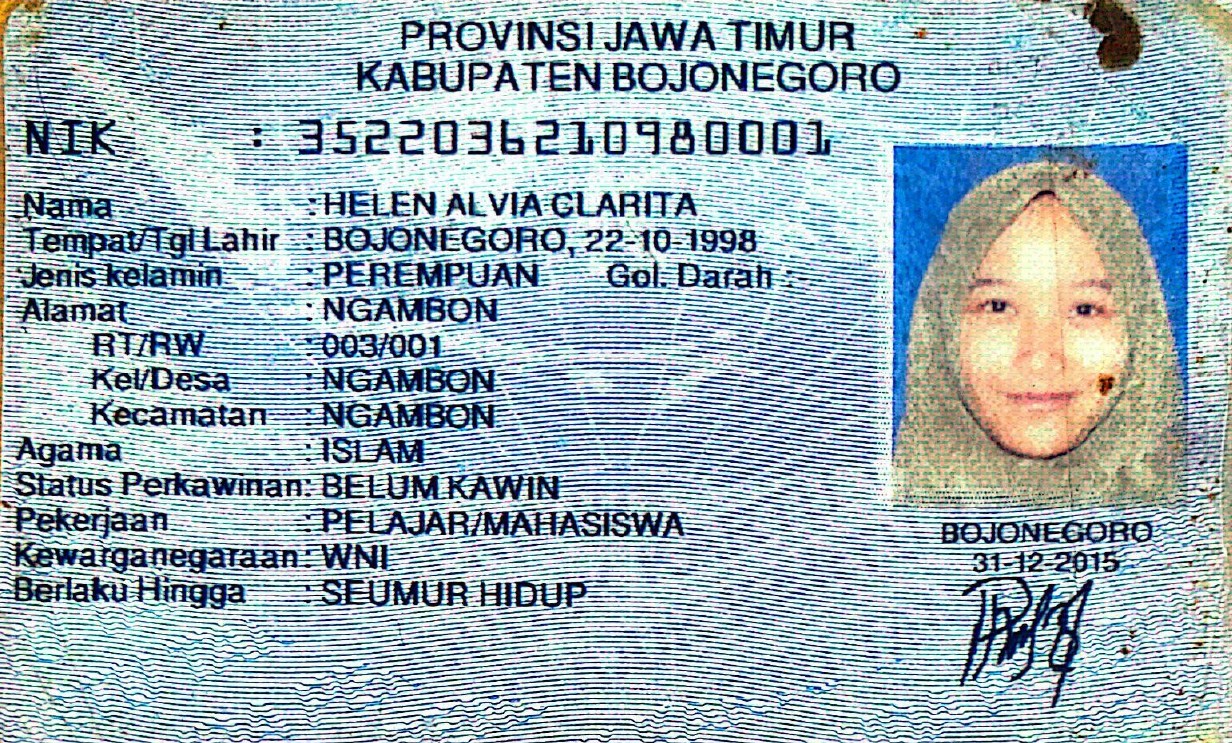 PROVINSI JAWA TIMUR
KABUPATEN BOJONEGORO
NIK : 3522036210980001
Nama : HELEN ALVIA CLARITA
Tempat/Tgl Lahir : BOJONEGORO, 22-10-1998
Jenis kelamin : PEREMPUAN Gol. Darah : -
Alamat : NGAMBON
RT/RW : 003/001
Kel/Desa : NGAMBON
Kecamatan : NGAMBON
Agama : ISLAM
Status Perkawinan: BELUM KAWIN
Pekerjaan : PELAJAR/MAHASISWA
Kewarganegaraan: WNI
Berlaku Hingga : SEUMUR HIDUP
BOJONEGORO
31-12-2015